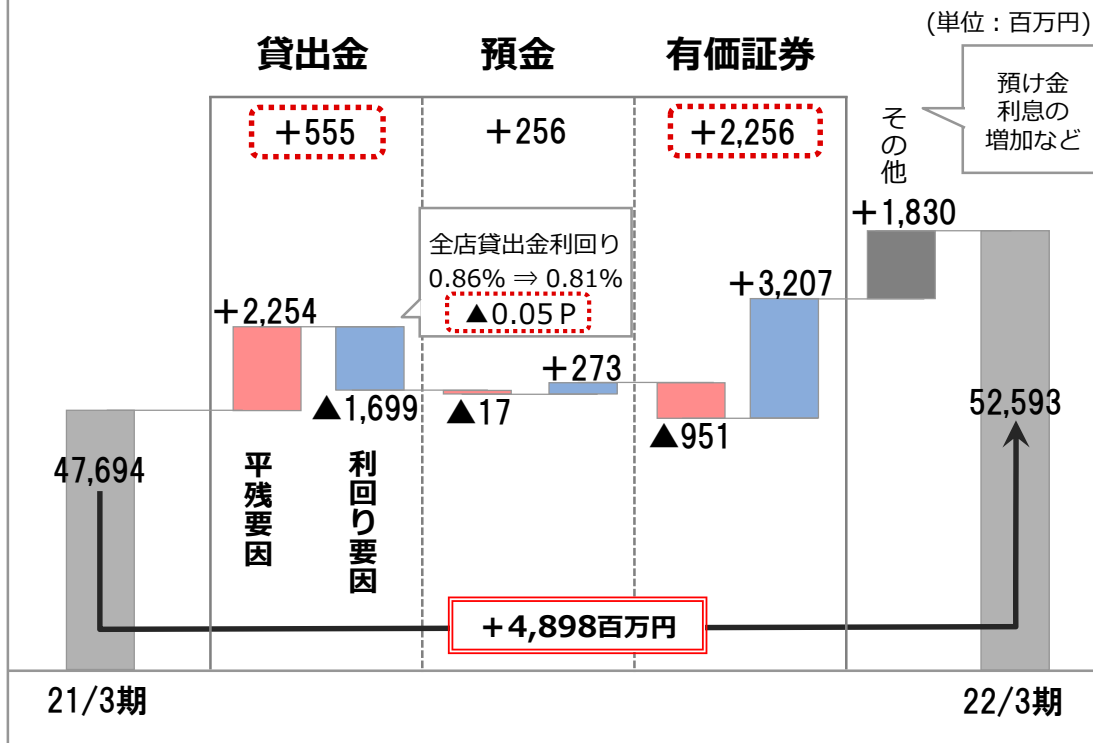 (単位：百万円)
貸出金
預金
有価証券
預け金
利息の
増加など
＋555
＋256
＋2,256
その他
＋1,830
全店貸出金利回り
0.86% ⇒ 0.81%
▲0.05Ｐ
＋2,254
▲1,699
▲17
＋273
▲951
＋3,207
47,694
52,593
平残要因
利回り要因
＋4,898百万円
21/3期
22/3期